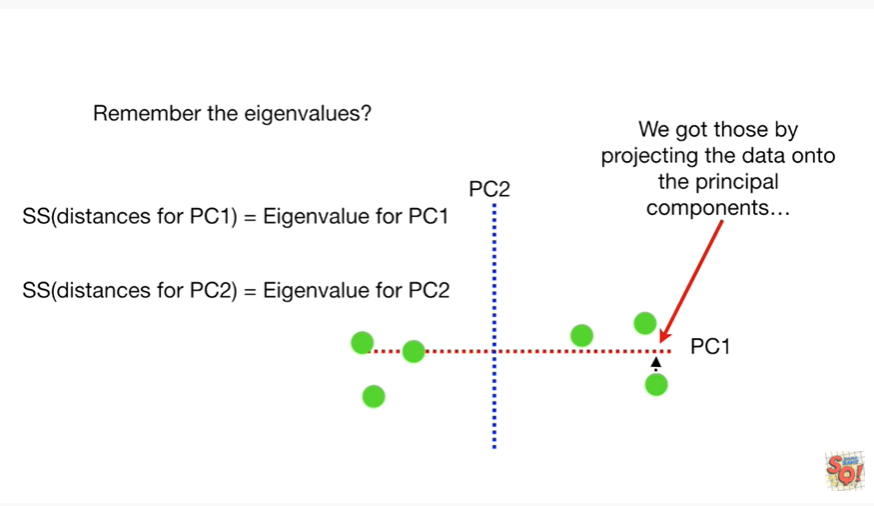 Remember the eigenvalues?
We got those by
projecting the data onto
the principal
components…
PC2
SS(distances for PC1) = Eigenvalue for PC1
SS(distances for PC2) = Eigenvalue for PC2
PC1
SQ!